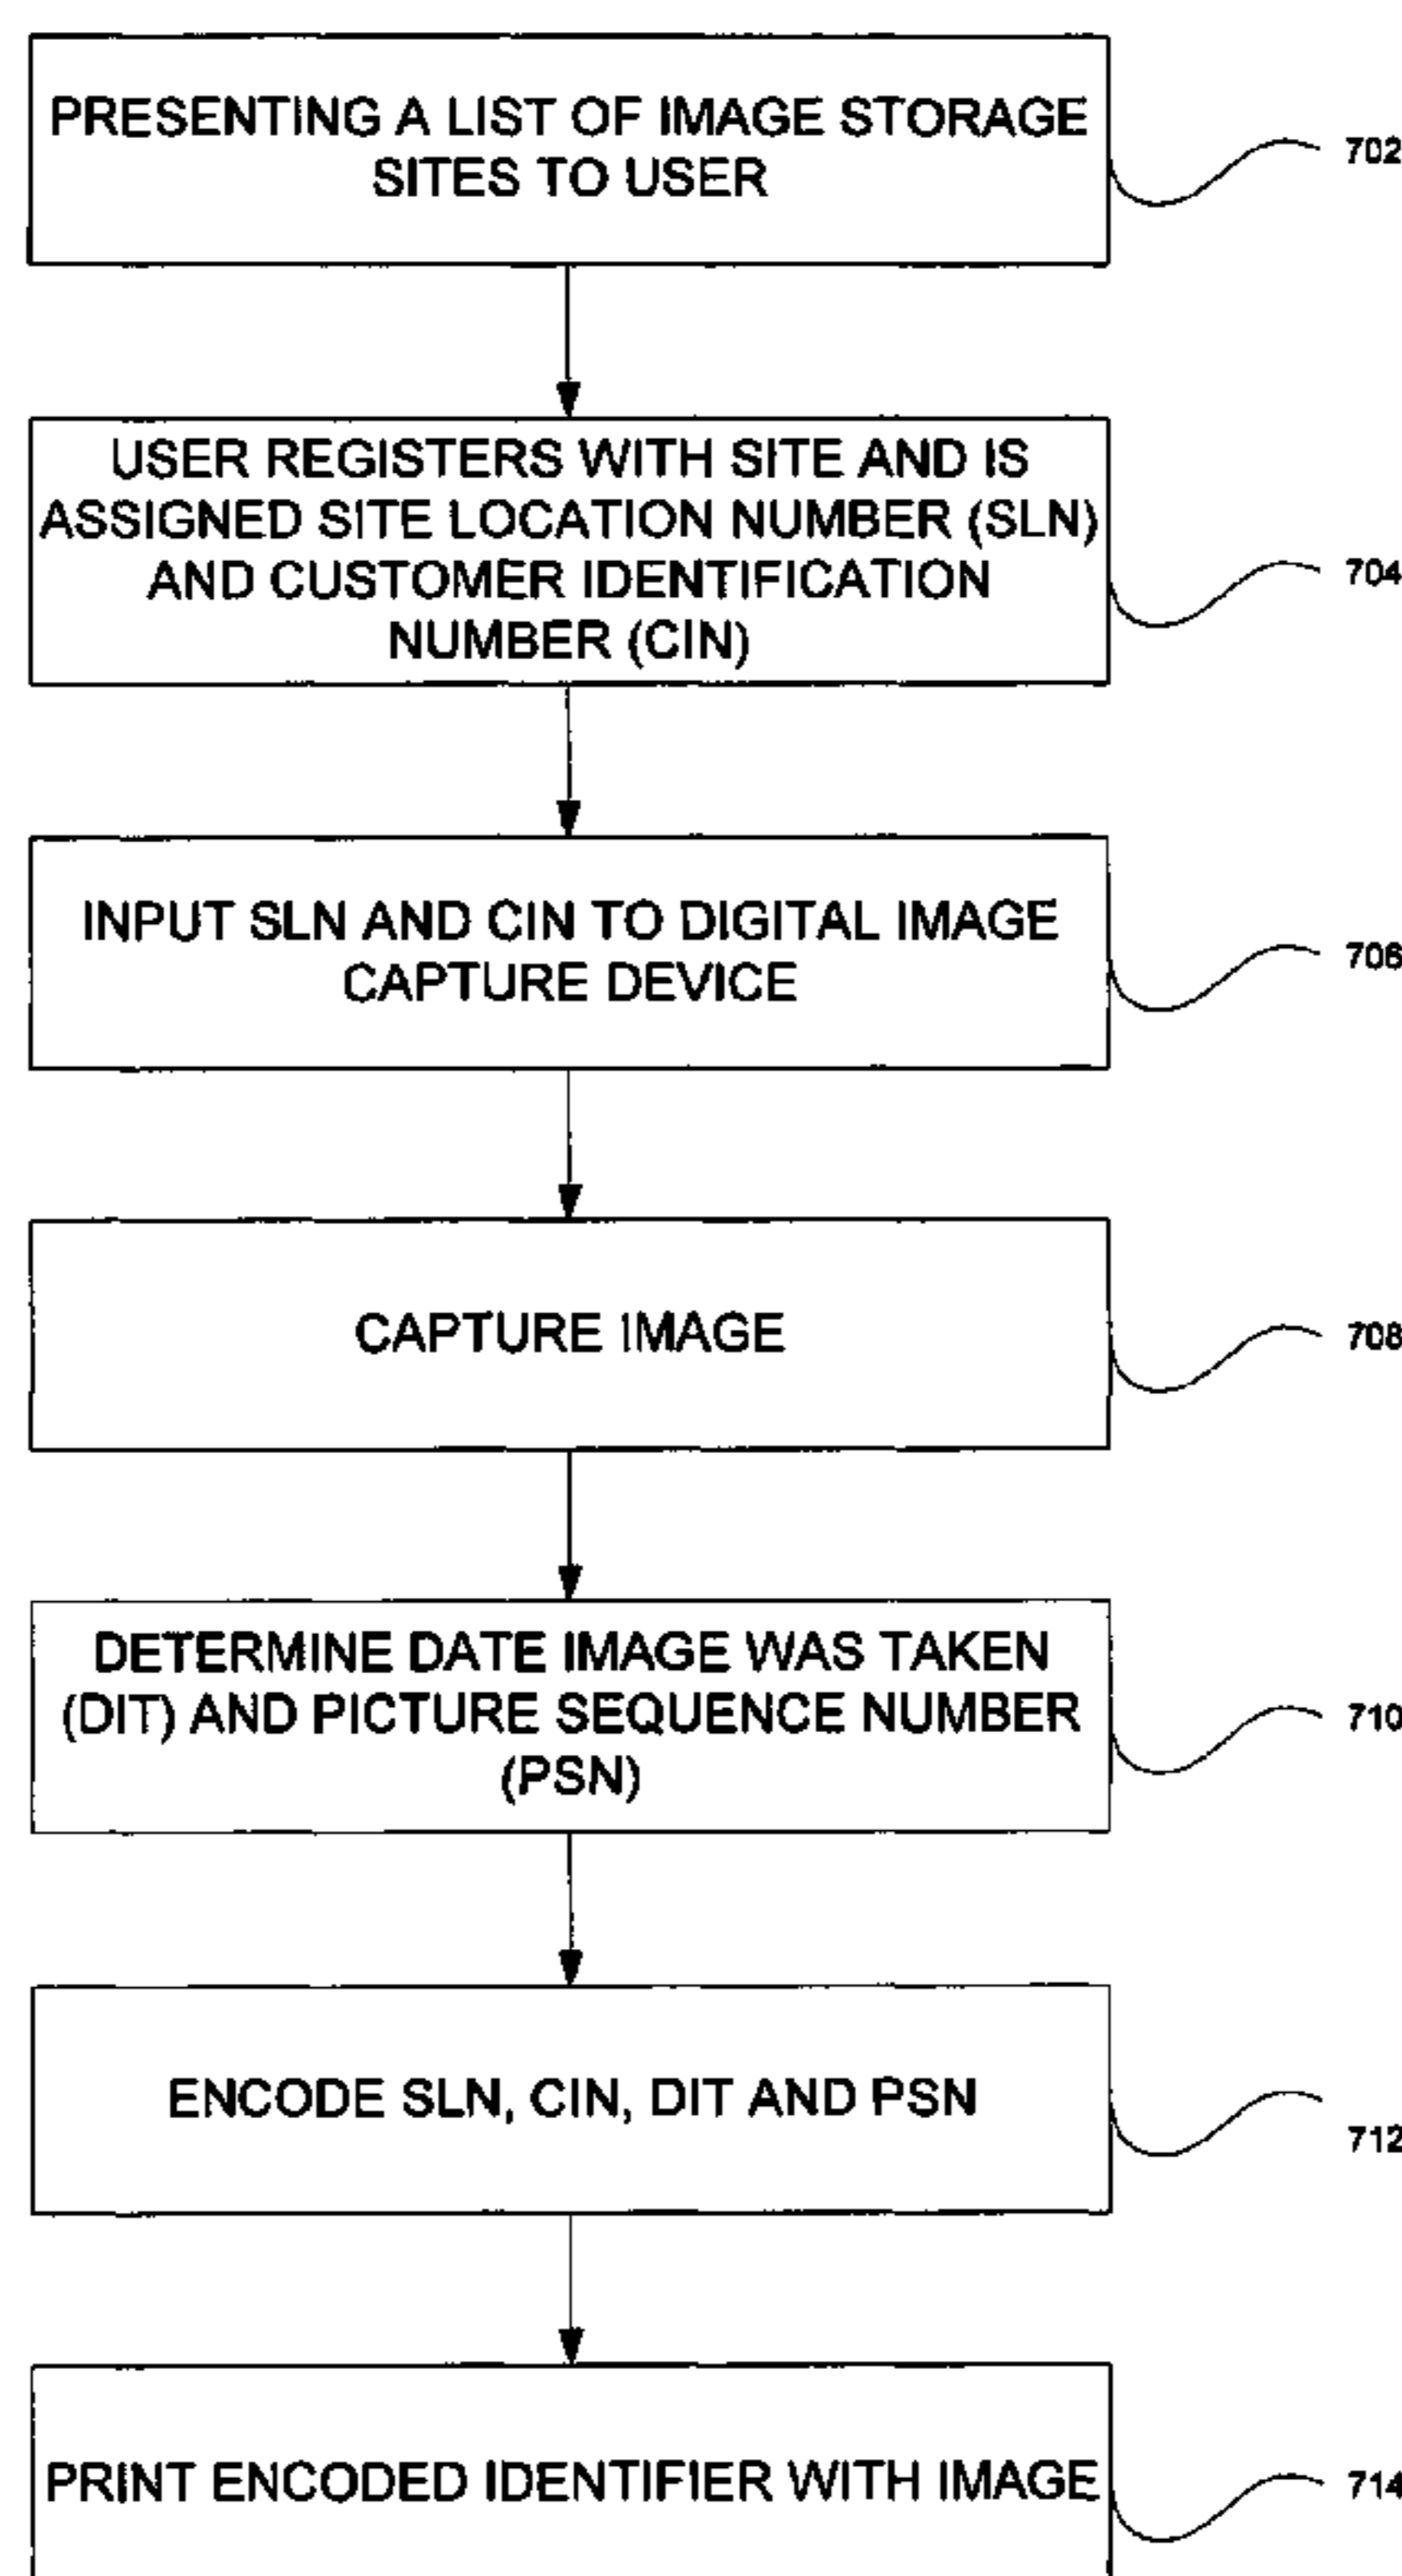 PRESENTING A LIST OF IMAGE STORAGE
SITES TO USER
702
USER REGISTERS WITH SITE AND IS
ASSIGNED SITE LOCATION NUMBER (SLN)
AND CUSTOMER IDENTIFICATION
NUMBER (CIN)
704
INPUT SLN AND CIN TO DIGITAL IMAGE
CAPTURE DEVICE
706
CAPTURE IMAGE
708
DETERMINE DATE IMAGE WAS TAKEN
(DIT) AND PICTURE SEQUENCE NUMBER
(PSN)
710
ENCODE SLN, CIN, DIT AND PSN
712
PRINT ENCODED IDENTIFIER WITH IMAGE
714